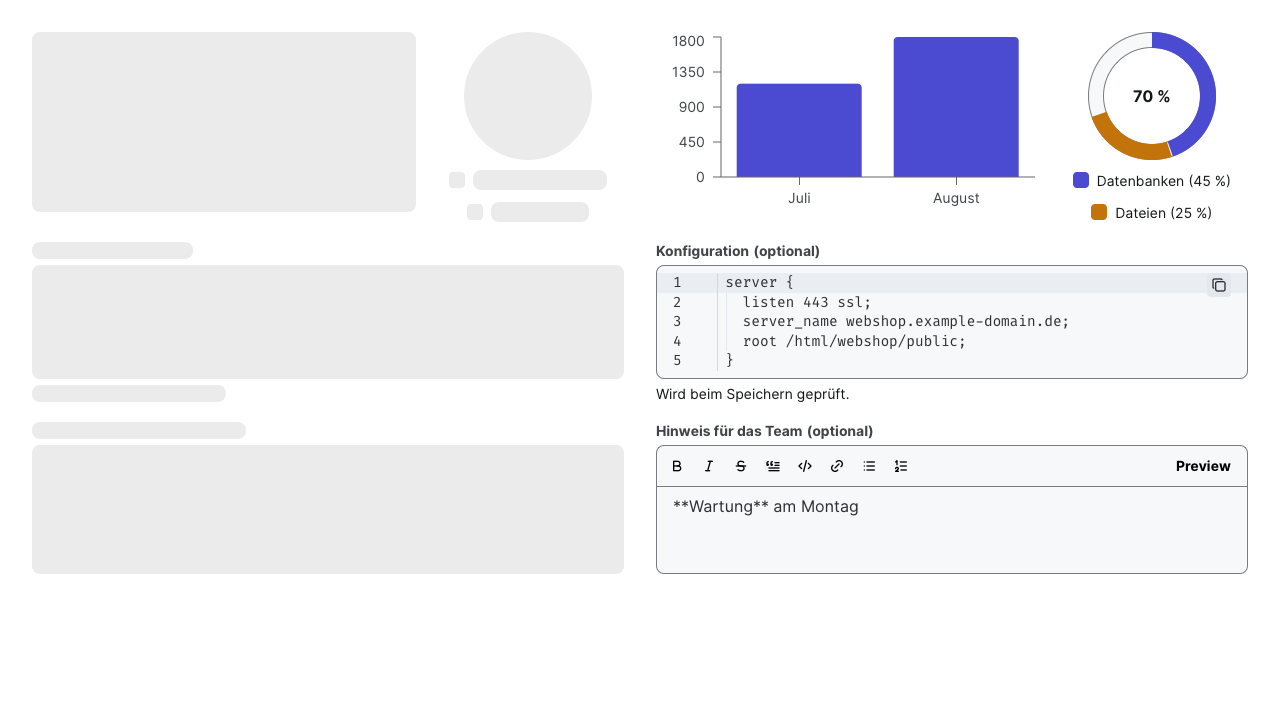 1800
1350
900
450
0
Juli
August
70 %
Datenbanken (45 %)
Dateien (25 %)
Konfiguration (optional)
1 server {
2 listen 443 ssl;
3 server_name webshop.example-domain.de;
4 root /html/webshop/public;
5 }
Wird beim Speichern geprüft.
Hinweis für das Team (optional)
Preview
**Wartung** am Montag